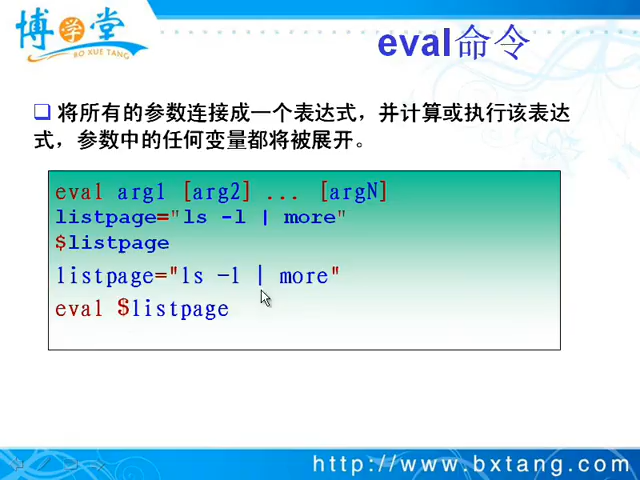 博学堂
BO XUE TANG
eval命令
将所有的参数连接成一个表达式，并计算或执行该表达
式，参数中的任何变量都将被展开。
eval arg1 [arg2] ... [argN]
listpage="ls -l | more"
$listpage
listpage="ls -l | more"
eval $listpage
http://www.bxtang.com